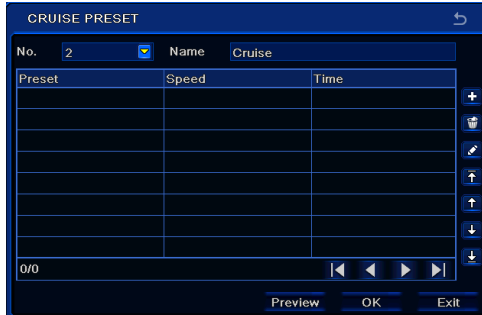 CRUISE PRESET
No. 2 Name Cruise
Preset Speed Time
0/0
Preview OK Exit